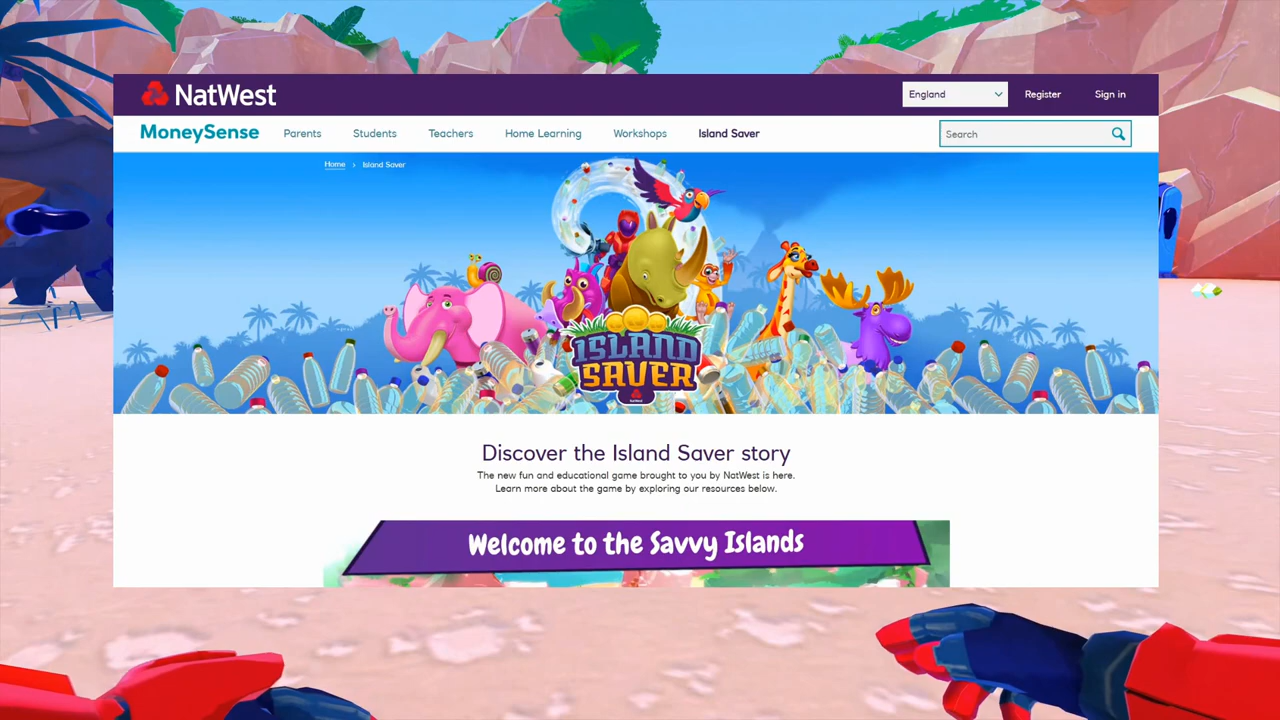 NatWest
England
Register
Sign in
MoneySense
Parents
Students
Teachers
Home Learning
Workshops
Island Saver
Search
Home › Island Saver
ISLAND
SAVER
NatWest
Discover the Island Saver story
The new fun and educational game brought to you by NatWest is here.
Learn more about the game by exploring our resources below.
Welcome to the Savvy Islands